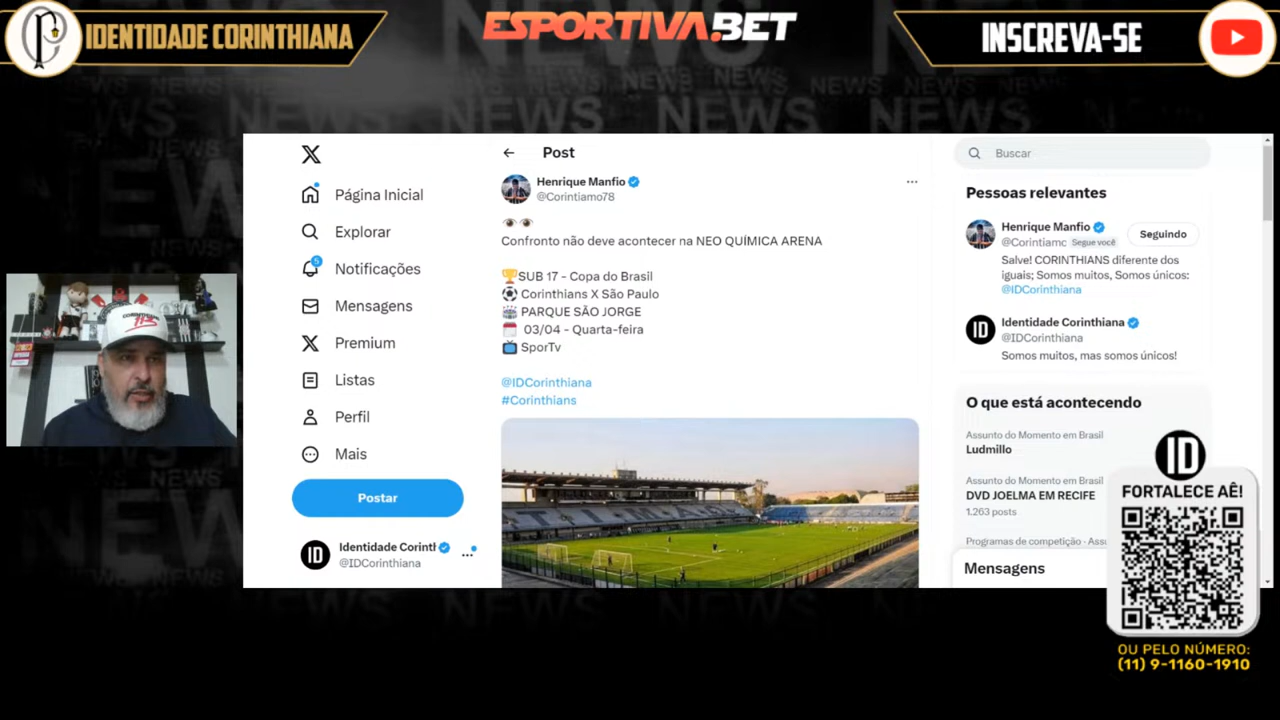 IDENTIDADE CORINTHIANA
ESPORTIVA.BET
INSCREVA-SE
NEWS
Post
Buscar
Página Inicial
Explorar
Notificações
5
Mensagens
Premium
Listas
Perfil
Mais
Postar
Identidade Corintl
@IDCorinthiana
Henrique Manfio
@Corintiamo78
👁️👁️
Confronto não deve acontecer na NEO QUÍMICA ARENA
🏆SUB 17 - Copa do Brasil
⚽ Corinthians X São Paulo
🏟️ PARQUE SÃO JORGE
🗓️ 03/04 - Quarta-feira
📺 SporTv
@IDCorinthiana
#Corinthians
TIMÃO
Pessoas relevantes
Henrique Manfio
@Corintiamc Segue você
Seguindo
Salve! CORINTHIANS diferente dos
iguais; Somos muitos, Somos únicos:
@IDCorinthiana
ID
Identidade Corinthiana
@IDCorinthiana
Somos muitos, mas somos únicos!
O que está acontecendo
Assunto do Momento em Brasil
Ludmillo
Assunto do Momento em Brasil
DVD JOELMA EM RECIFE
1.263 posts
Programas de competição · Assu
Mensagens
ID
FORTALECE AÊ!
OU PELO NÚMERO:
(11) 9-1160-1910